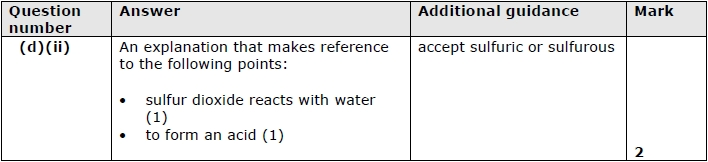 Question number Answer Additional guidance Mark
(d)(ii) An explanation that makes reference to the following points: accept sulfuric or sulfurous
• sulfur dioxide reacts with water (1)
• to form an acid (1)
2